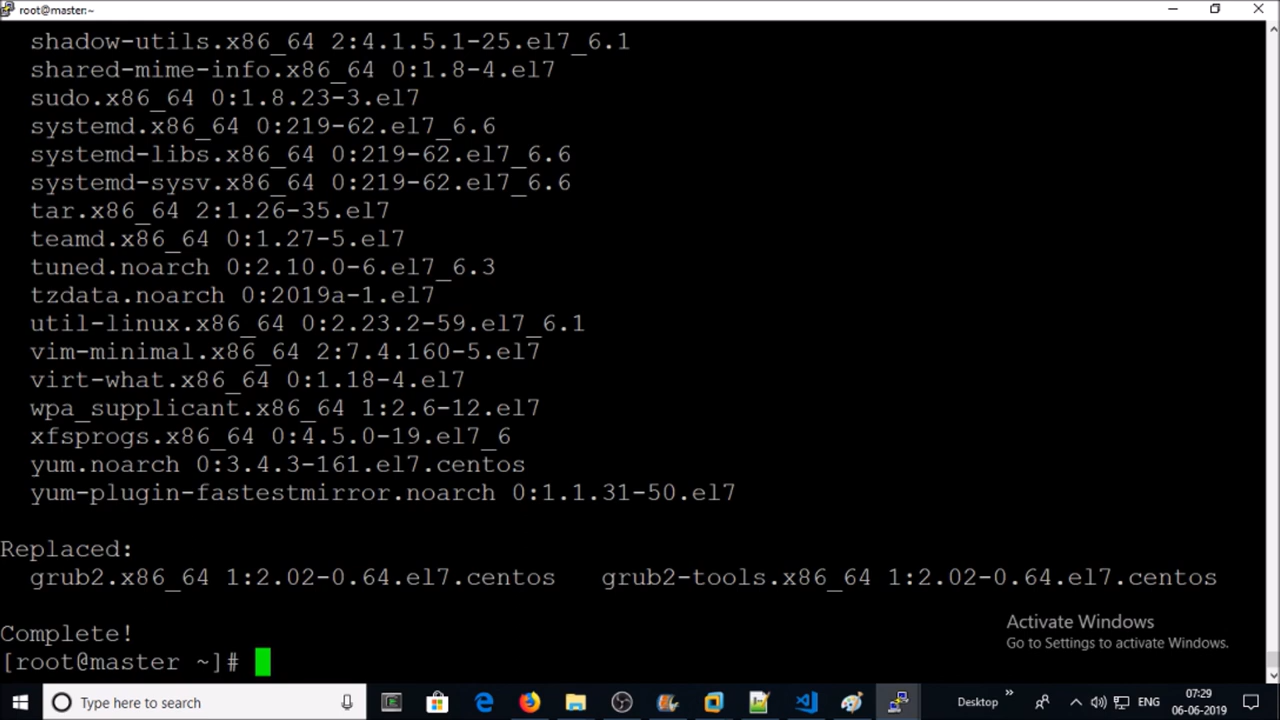 root@master:~
shadow-utils.x86_64 2:4.1.5.1-25.el7_6.1
shared-mime-info.x86_64 0:1.8-4.el7
sudo.x86_64 0:1.8.23-3.el7
systemd.x86_64 0:219-62.el7_6.6
systemd-libs.x86_64 0:219-62.el7_6.6
systemd-sysv.x86_64 0:219-62.el7_6.6
tar.x86_64 2:1.26-35.el7
teamd.x86_64 0:1.27-5.el7
tuned.noarch 0:2.10.0-6.el7_6.3
tzdata.noarch 0:2019a-1.el7
util-linux.x86_64 0:2.23.2-59.el7_6.1
vim-minimal.x86_64 2:7.4.160-5.el7
virt-what.x86_64 0:1.18-4.el7
wpa_supplicant.x86_64 1:2.6-12.el7
xfsprogs.x86_64 0:4.5.0-19.el7_6
yum.noarch 0:3.4.3-161.el7.centos
yum-plugin-fastestmirror.noarch 0:1.1.31-50.el7
Replaced:
grub2.x86_64 1:2.02-0.64.el7.centos grub2-tools.x86_64 1:2.02-0.64.el7.centos
Complete!
[root@master ~]#
Activate Windows
Go to Settings to activate Windows.
Type here to search
Desktop
ENG
07:29
06-06-2019